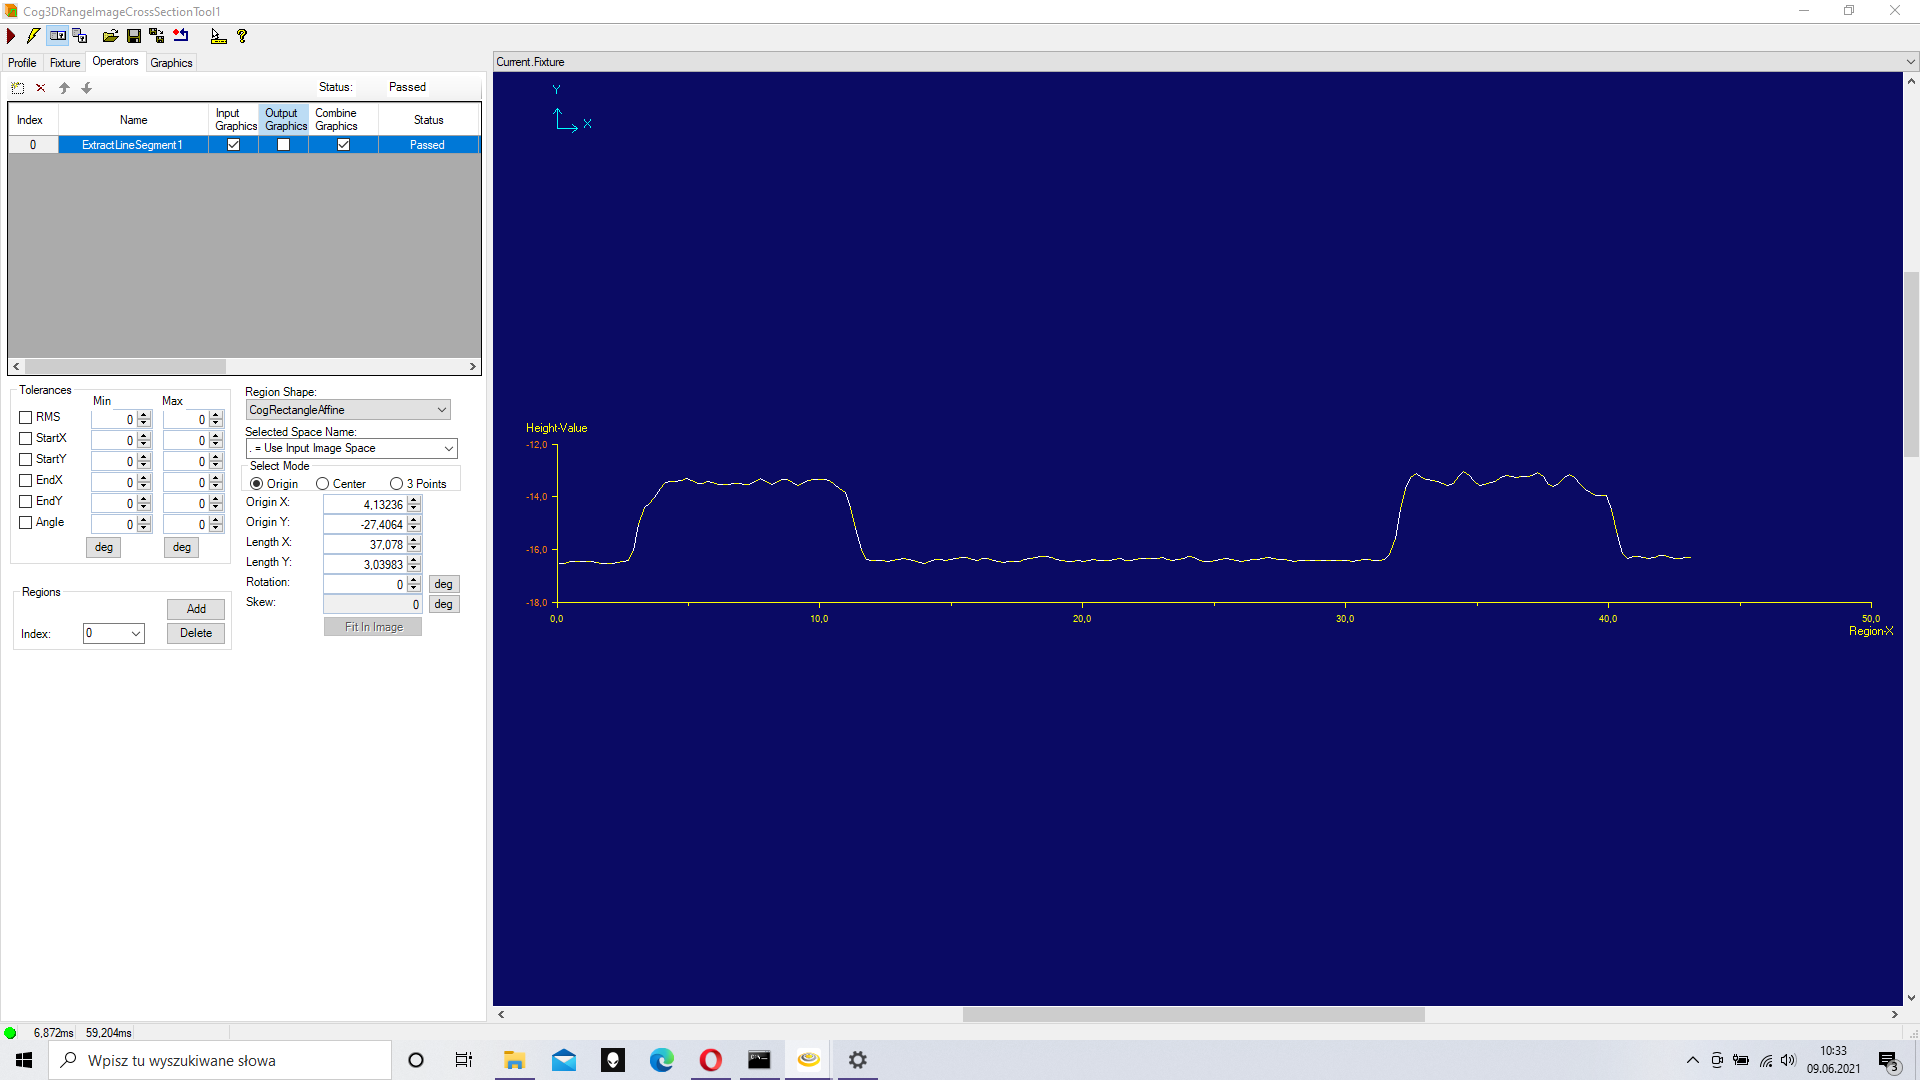 Cog3DRangeImageCrossSectionTool1
Profile Fixture Operators Graphics
Current.Fixture
Status: Passed
Index Name Input Graphics Output Graphics Combine Graphics Status
0 ExtractLineSegment1 Passed
Tolerances
Min Max
RMS 0 0
StartX 0 0
StartY 0 0
EndX 0 0
EndY 0 0
Angle 0 0
deg deg
Region Shape:
CogRectangleAffine
Selected Space Name:
. = Use Input Image Space
Select Mode
Origin Center 3 Points
Origin X: 4,13236
Origin Y: -27,4064
Length X: 37,078
Length Y: 3,03983
Rotation: 0 deg
Skew: 0 deg
Fit In Image
Regions
Add
Index: 0 Delete
Y
X
Height-Value
-12,0
-14,0
-16,0
-18,0
0,0 10,0 20,0 30,0 40,0 50,0
Region-X
6,872ms 59,204ms
Wpisz tu wyszukiwane słowa
10:33
09.06.2021
3